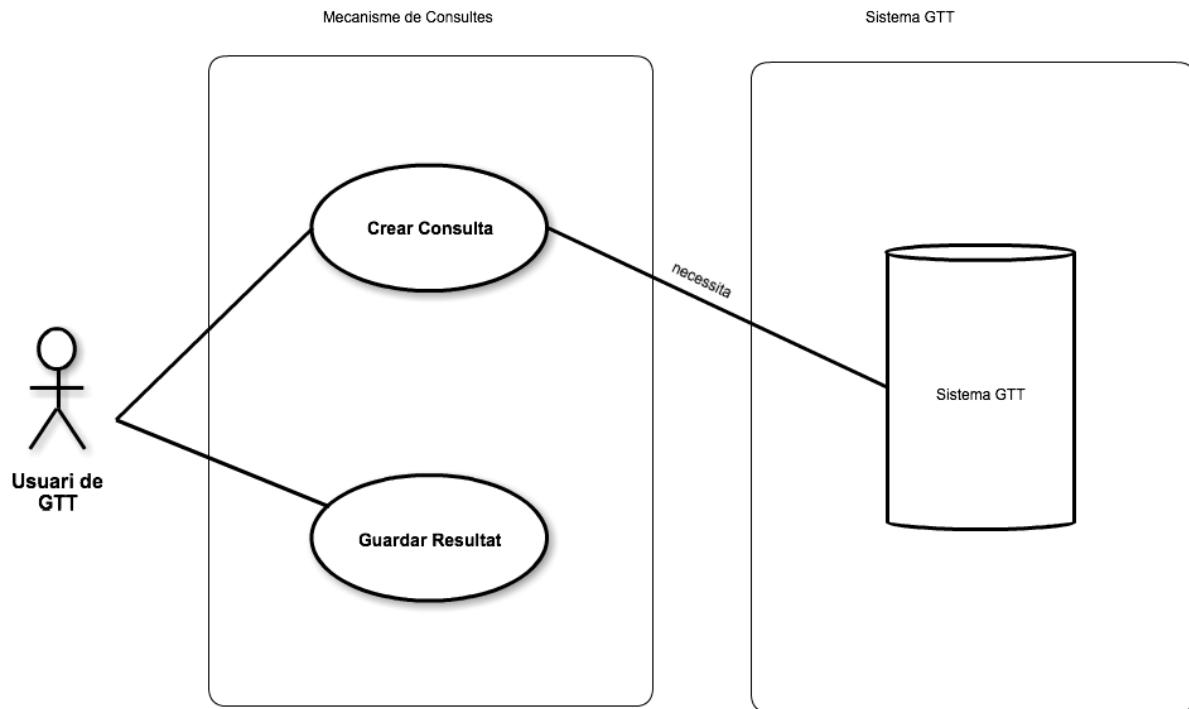 Mecanisme de Consultes
Sistema GTT
Crear Consulta
necessita
Sistema GTT
Usuari de
GTT
Guardar Resultat